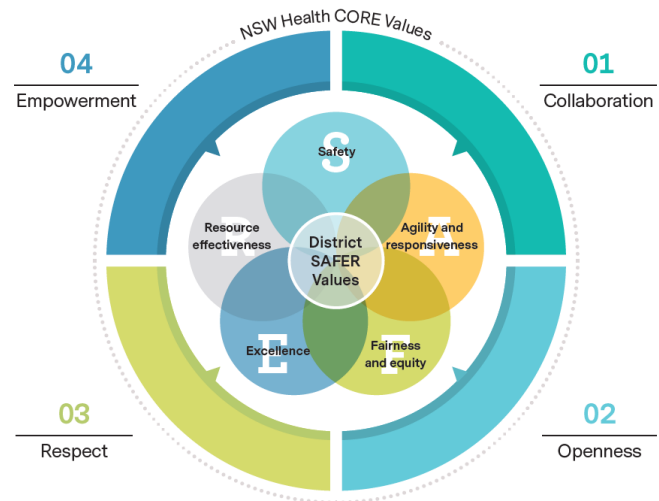 NSW Health CORE Values
04
Empowerment
01
Collaboration
S
Safety
R
Resource
effectiveness
A
Agility and
responsiveness
District
SAFER
Values
E
Excellence
F
Fairness
and equity
03
Respect
02
Openness